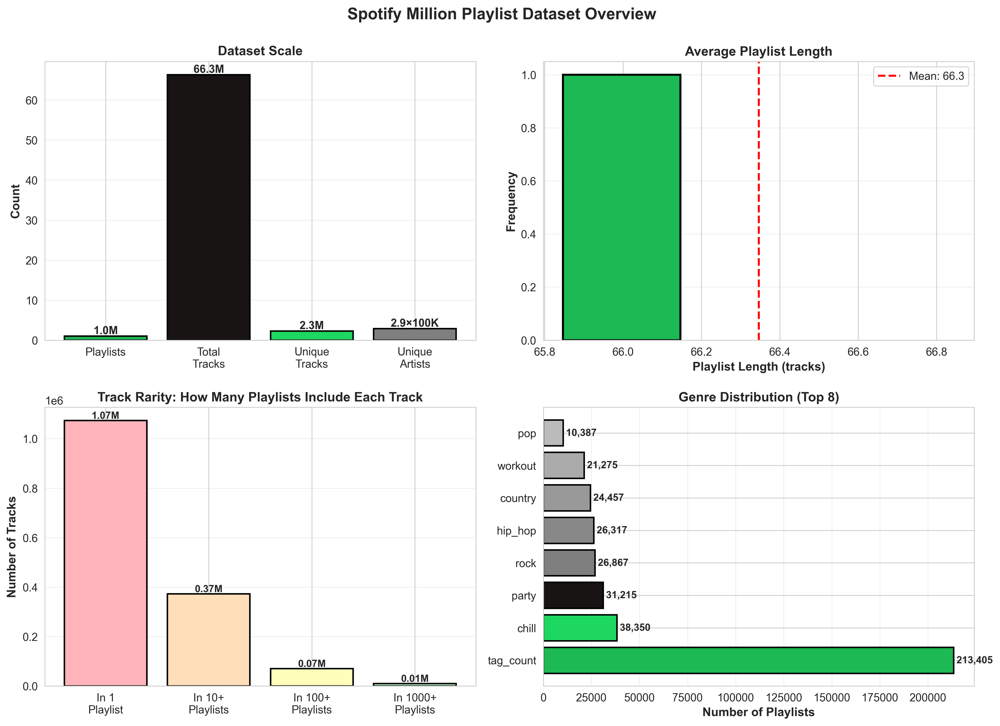 Spotify Million Playlist Dataset Overview
Dataset Scale
Count
60
50
40
30
20
10
0
1.0M
66.3M
2.3M
2.9×100K
Playlists
Total
Tracks
Unique
Tracks
Unique
Artists
Average Playlist Length
Mean: 66.3
Frequency
1.0
0.8
0.6
0.4
0.2
0.0
65.8
66.0
66.2
66.4
66.6
66.8
Playlist Length (tracks)
Track Rarity: How Many Playlists Include Each Track
1e6
Number of Tracks
1.0
0.8
0.6
0.4
0.2
0.0
1.07M
0.37M
0.07M
0.01M
In 1
Playlist
In 10+
Playlists
In 100+
Playlists
In 1000+
Playlists
Genre Distribution (Top 8)
pop 10,387
workout 21,275
country 24,457
hip_hop 26,317
rock 26,867
party 31,215
chill 38,350
tag_count 213,405
0
25000
50000
75000
100000
125000
150000
175000
200000
Number of Playlists